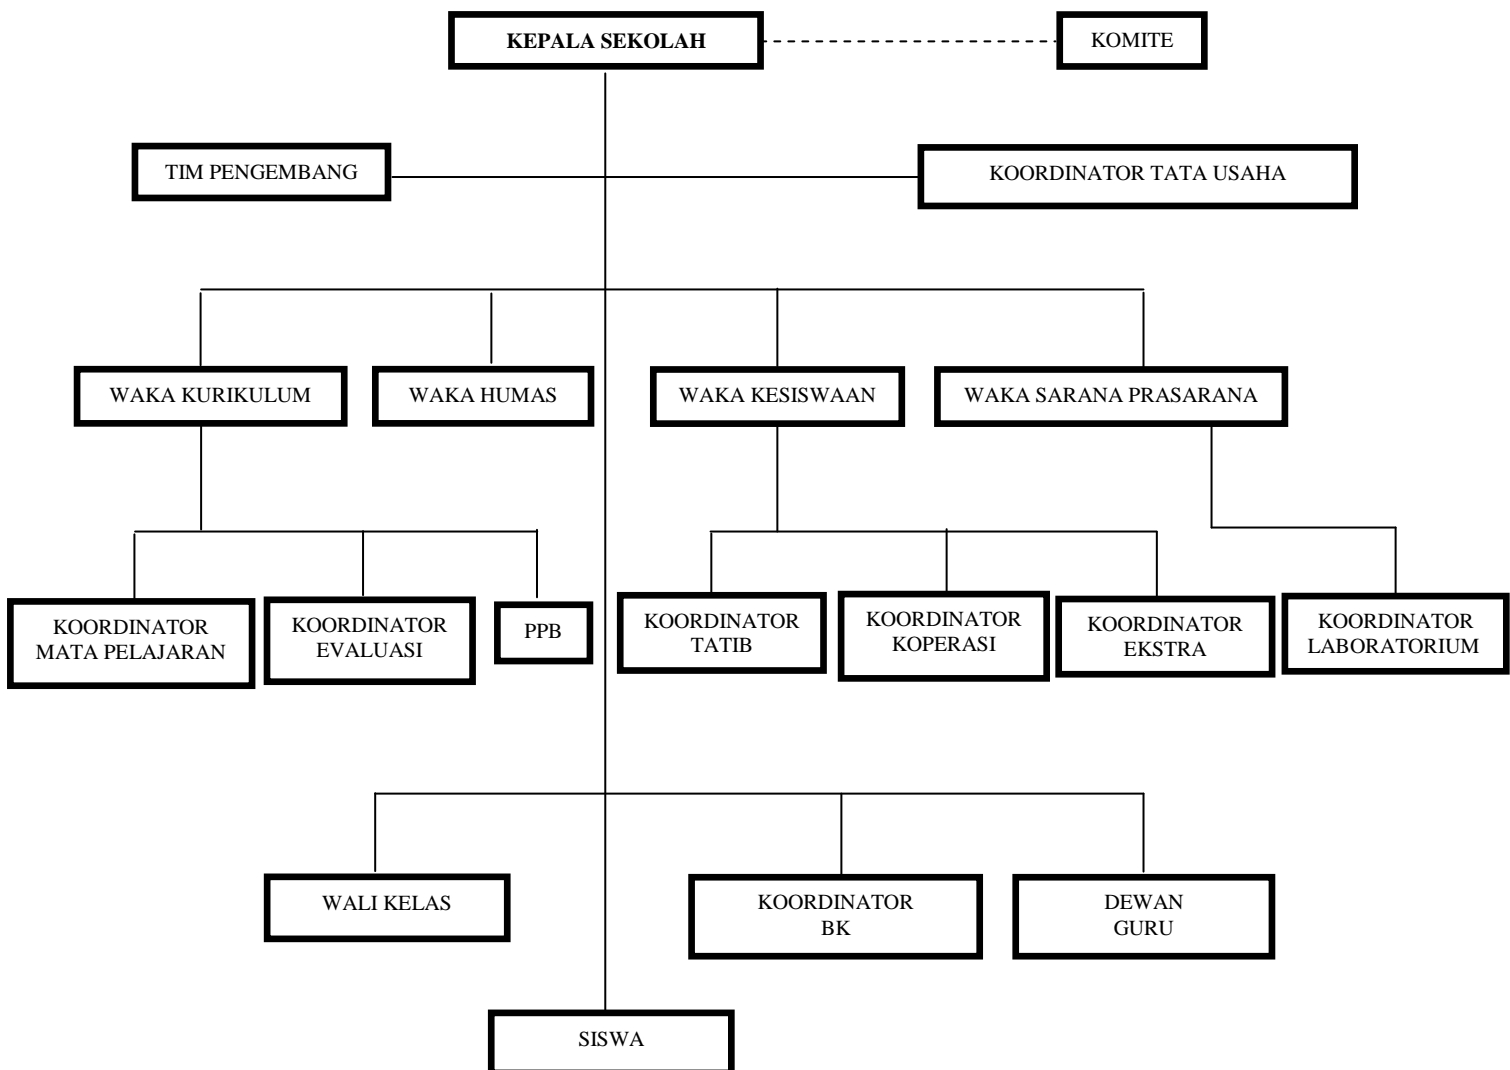 KEPALA SEKOLAH
KOMITE
TIM PENGEMBANG
KOORDINATOR TATA USAHA
WAKA KURIKULUM
WAKA HUMAS
WAKA KESISWAAN
WAKA SARANA PRASARANA
KOORDINATOR
MATA PELAJARAN
KOORDINATOR
EVALUASI
PPB
KOORDINATOR
TATIB
KOORDINATOR
KOPERASI
KOORDINATOR
EKSTRA
KOORDINATOR
LABORATORIUM
WALI KELAS
KOORDINATOR
BK
DEWAN
GURU
SISWA